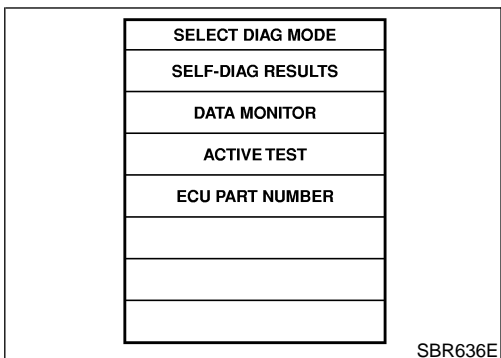 SELECT DIAG MODE
SELF-DIAG RESULTS
DATA MONITOR
ACTIVE TEST
ECU PART NUMBER
SBR636E